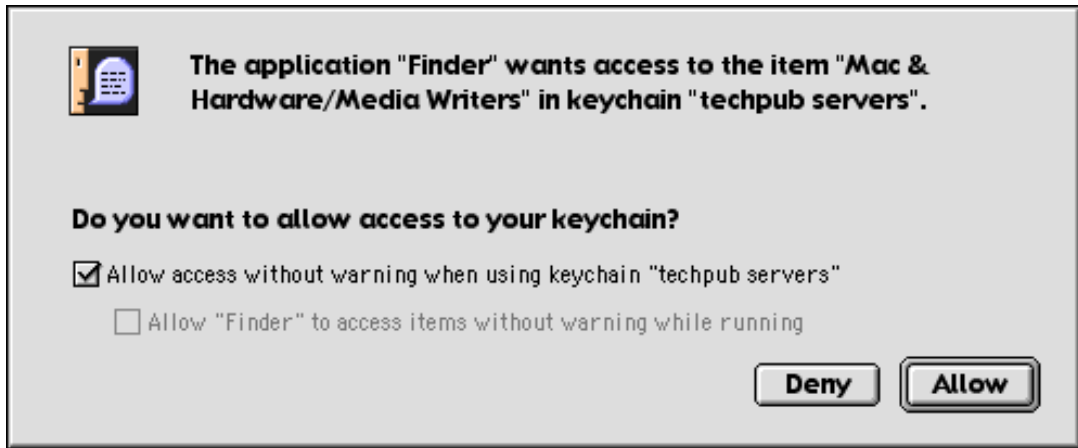 The application "Finder" wants access to the item "Mac &
Hardware/Media Writers" in keychain "techpub servers".
Do you want to allow access to your keychain?
Allow access without warning when using keychain "techpub servers"
Allow "Finder" to access items without warning while running
Deny Allow